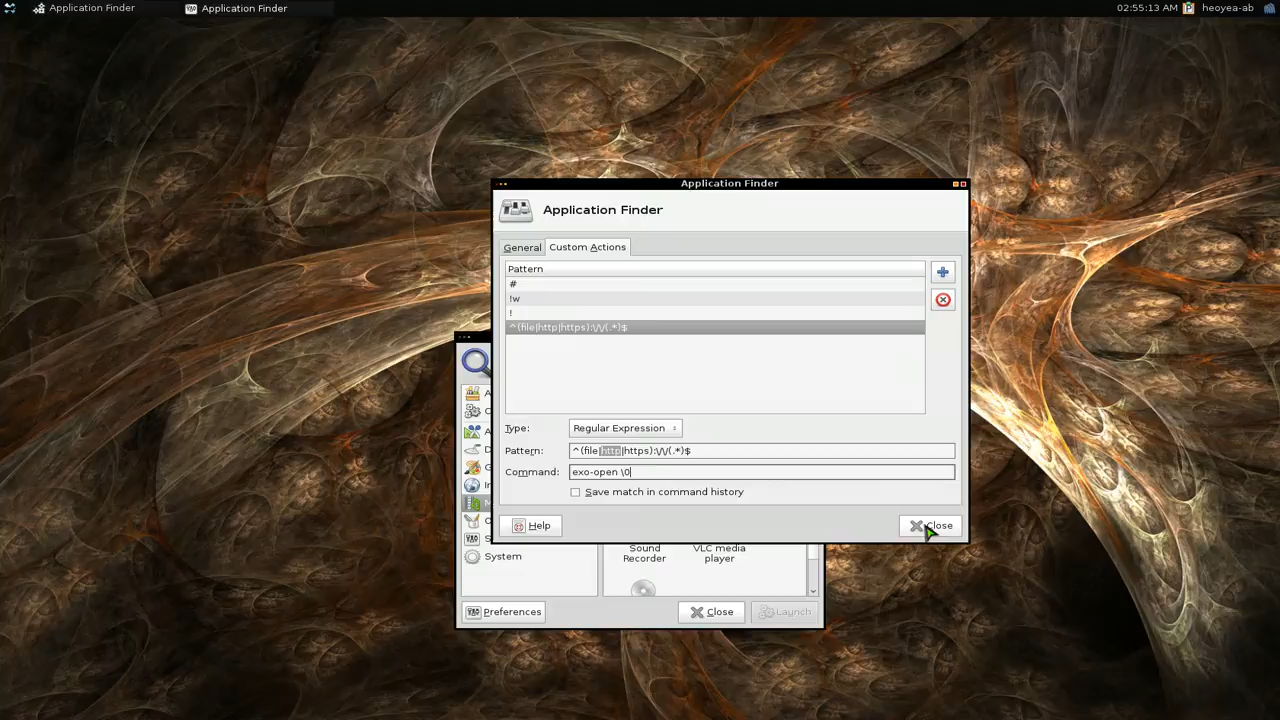 Application Finder
Application Finder
02:55:13 AM
heoyea-ab
Application Finder
Application Finder
General
Custom Actions
Pattern
#
!w
!
^(file|http|https):\/\/(.*)$
Type:
Regular Expression
Pattern:
^(file|http|https):\/\/(.*)$
Command:
exo-open \0
Save match in command history
Help
Close
System
Sound
Recorder
VLC media
player
Preferences
Close
Launch